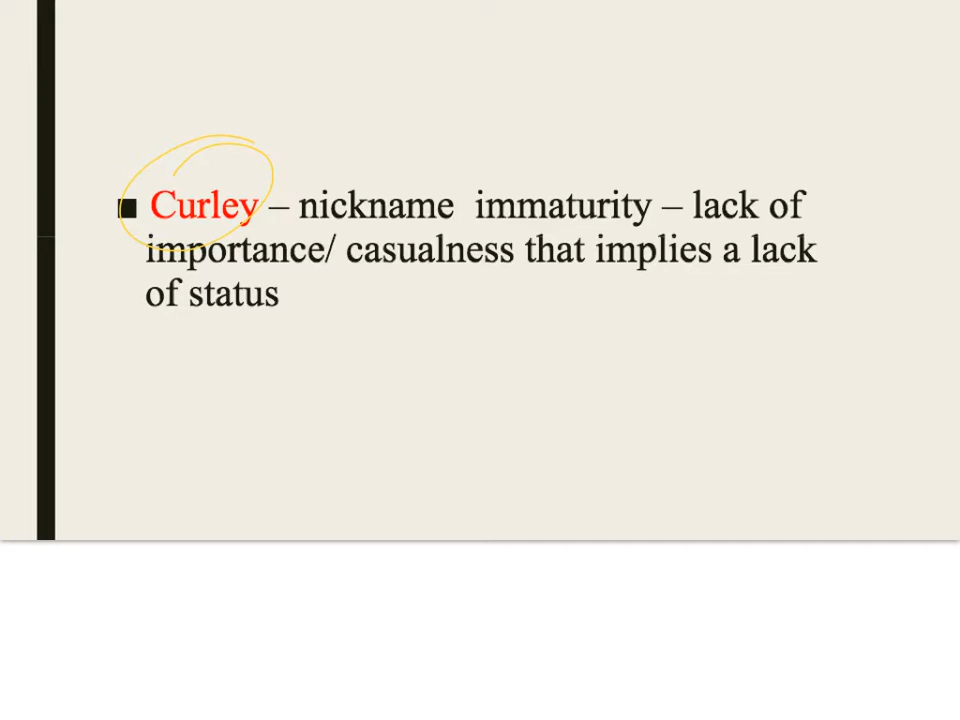 ■ Curley – nickname  immaturity – lack of
importance/ casualness that implies a lack
of status